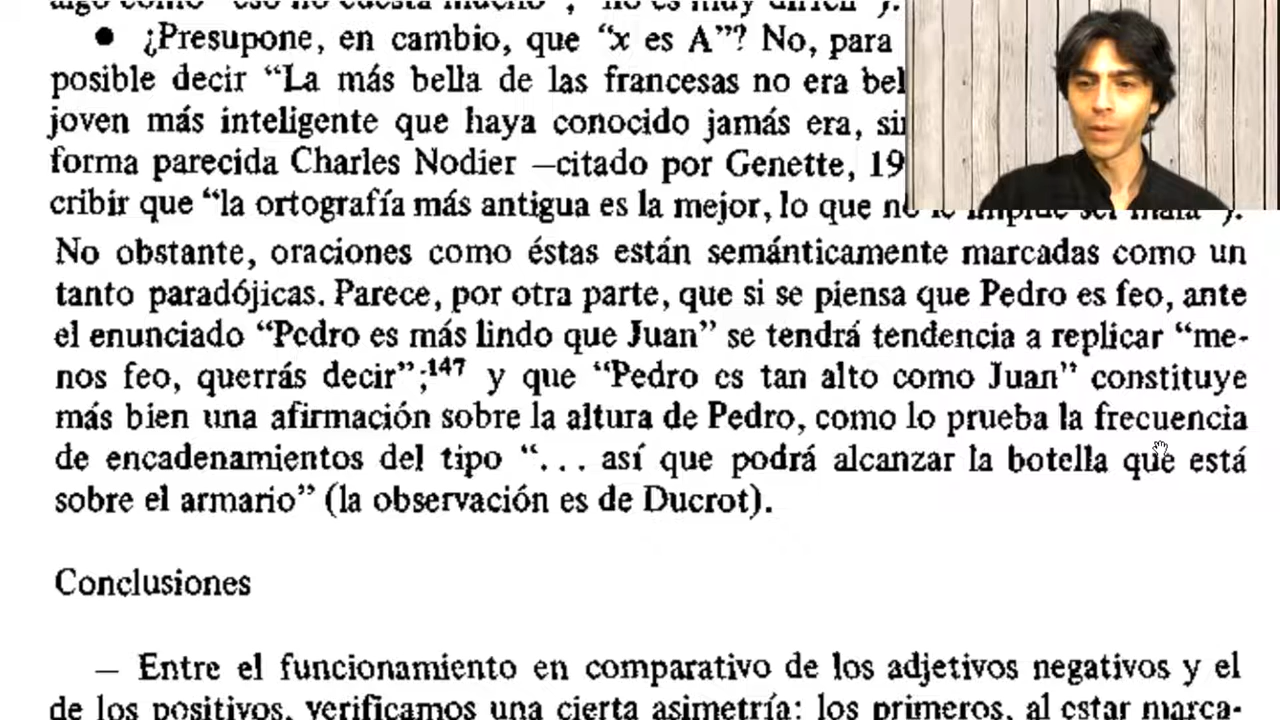 ● ¿Presupone, en cambio, que “x es A”? No, para
posible decir “La más bella de las francesas no era bel
joven más inteligente que haya conocido jamás era, sin
forma parecida Charles Nodier —citado por Genette, 19
cribir que “la ortografía más antigua es la mejor, lo que no le impide ser mala”).
No obstante, oraciones como éstas están semánticamente marcadas como un
tanto paradójicas. Parece, por otra parte, que si se piensa que Pedro es feo, ante
el enunciado “Pedro es más lindo que Juan” se tendrá tendencia a replicar “me-
nos feo, querrás decir”;147 y que “Pedro es tan alto como Juan” constituye
más bien una afirmación sobre la altura de Pedro, como lo prueba la frecuencia
de encadenamientos del tipo “... así que podrá alcanzar la botella que está
sobre el armario” (la observación es de Ducrot).
Conclusiones
— Entre el funcionamiento en comparativo de los adjetivos negativos y el
de los positivos, verificamos una cierta asimetría: los primeros, al estar marca-